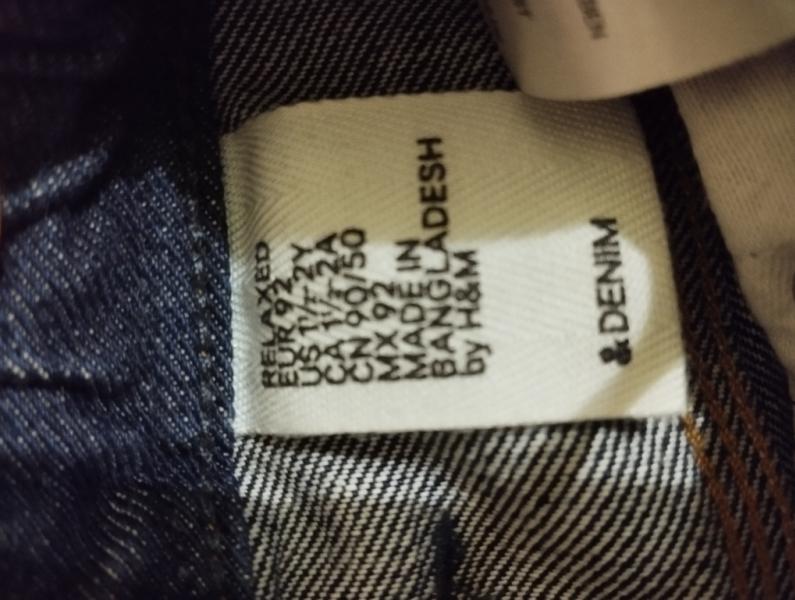 RELAXED
EUR 92
US 1½-2Y
CA 1½-2A
CN 90/50
MX 92
MADE IN
BANGLADESH
by H&M
&DENIM